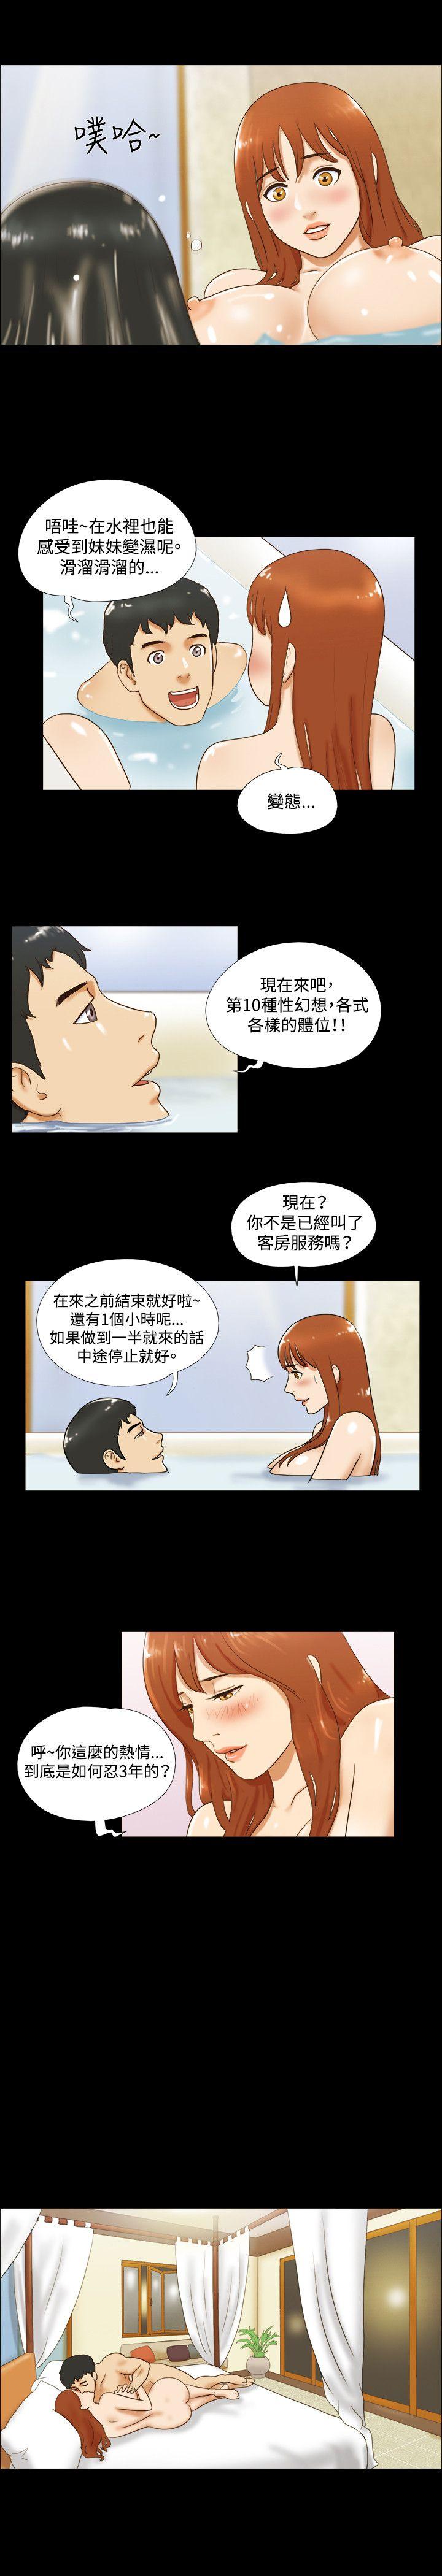 噗哈~
唔哇~在水裡也能
感受到妹妹變濕呢。
滑溜滑溜的...
變態...
現在來吧,
第10種性幻想,各式
各樣的體位!!
現在?
你不是已經叫了
客房服務嗎?
在來之前結束就好啦~
還有1個小時呢...
如果做到一半就來的話
中途停止就好。
呼~你這麼的熱情...
到底是如何忍3年的?